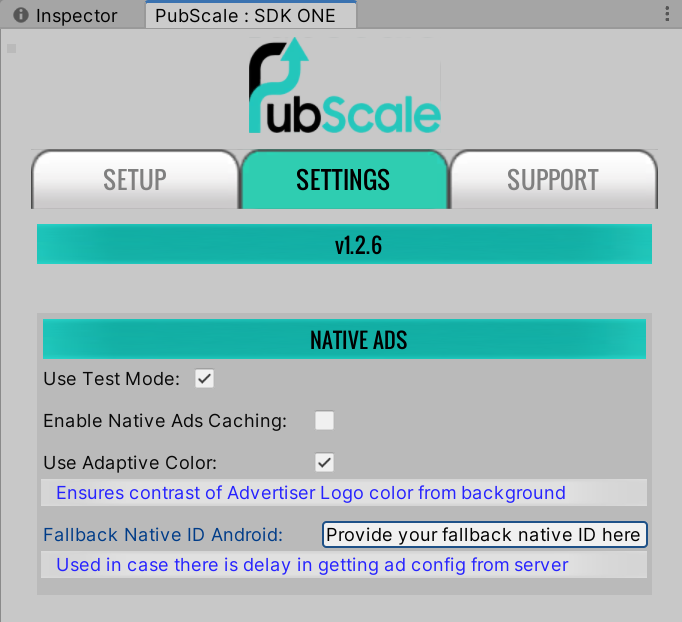 Inspector
PubScale : SDK ONE
PubScale
SETUP
SETTINGS
SUPPORT
v1.2.6
NATIVE ADS
Use Test Mode:
Enable Native Ads Caching:
Use Adaptive Color:
Ensures contrast of Advertiser Logo color from background
Fallback Native ID Android: Provide your fallback native ID here
Used in case there is delay in getting ad config from server